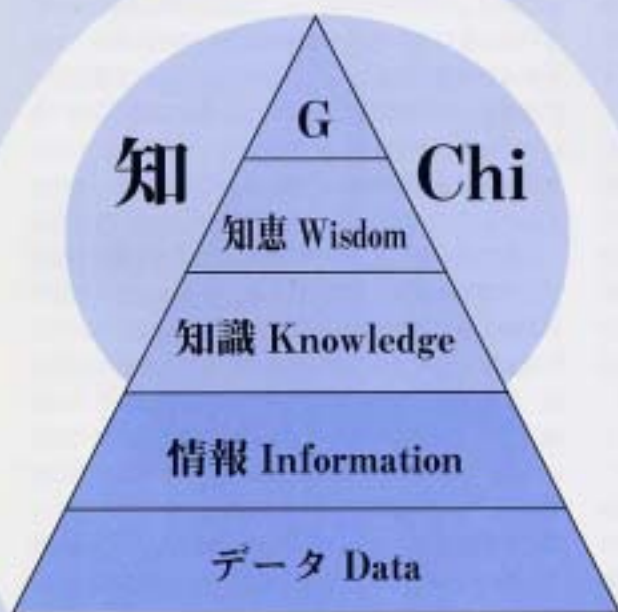 G
知 Chi
知恵 Wisdom
知識 Knowledge
情報 Information
データ Data